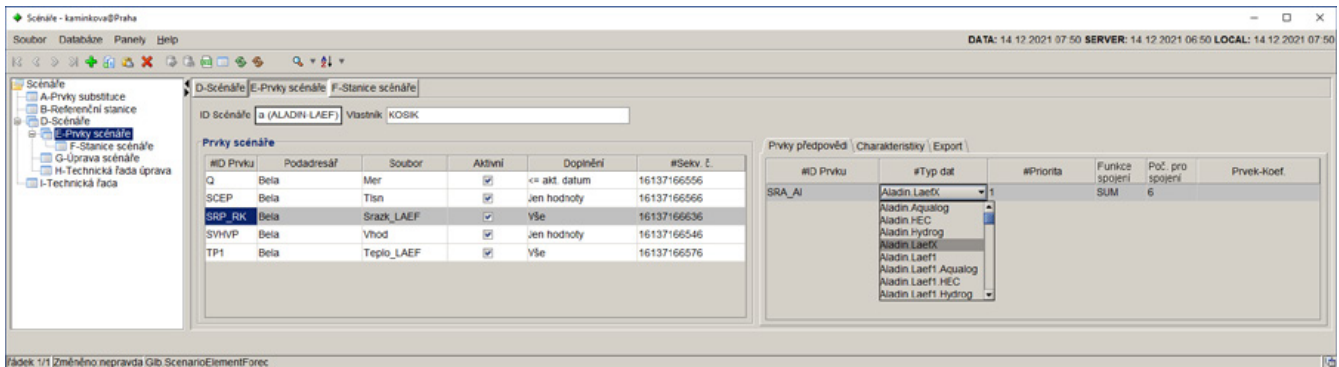 Scénáře - kaminkova@Praha
Soubor Databáze Panely Help
DATA: 14 12.2021 07:50 SERVER: 14 12.2021 06:50 LOCAL: 14 12.2021 07:50
Scénáře
A-Prvky substituce
B-Referenční stanice
D-Scénáře
E-Prvky scénáře
F-Stanice scénáře
G-Úprava scénáře
H-Technická řada úprava
I-Technická řaca
D-Scénáře E-Prvky scénáře F-Stanice scénáře
ID Scénáře a (ALADIN-LAEF) Vlastník KOSIK
Prvky scénáře
#ID Prvku Podadresář Soubor Aktivní Doplnění #Sekv. č.
Q Bela Mer <= akt. datum 16137166556
SCEP Bela Tlsn Jen hodnoty 16137166566
SRP_RK Bela Srazk_LAEF Vše 16137166636
SVHVP Bela Vhod Jen hodnoty 16137166546
TP1 Bela Teplo_LAEF Vše 16137166576
Prvky předpovědi Charakteristiky Export
#ID Prvku #Typ dat #Priorita Funkce spojení Poč. pro spojení Prvek-Koef.
SRA_AI Aladin.LaefX 1 SUM 6
Aladin.Aqualog
Aladin.HEC
Aladin.Hydrog
Aladin.LaefX
Aladin.Laef1
Aladin.Laef1.Aqualog
Aladin.Laef1.HEC
Aladin.Laef1.Hydrog
řádek 1/1 Změněno:nepravda Glb.ScenarioElementForec